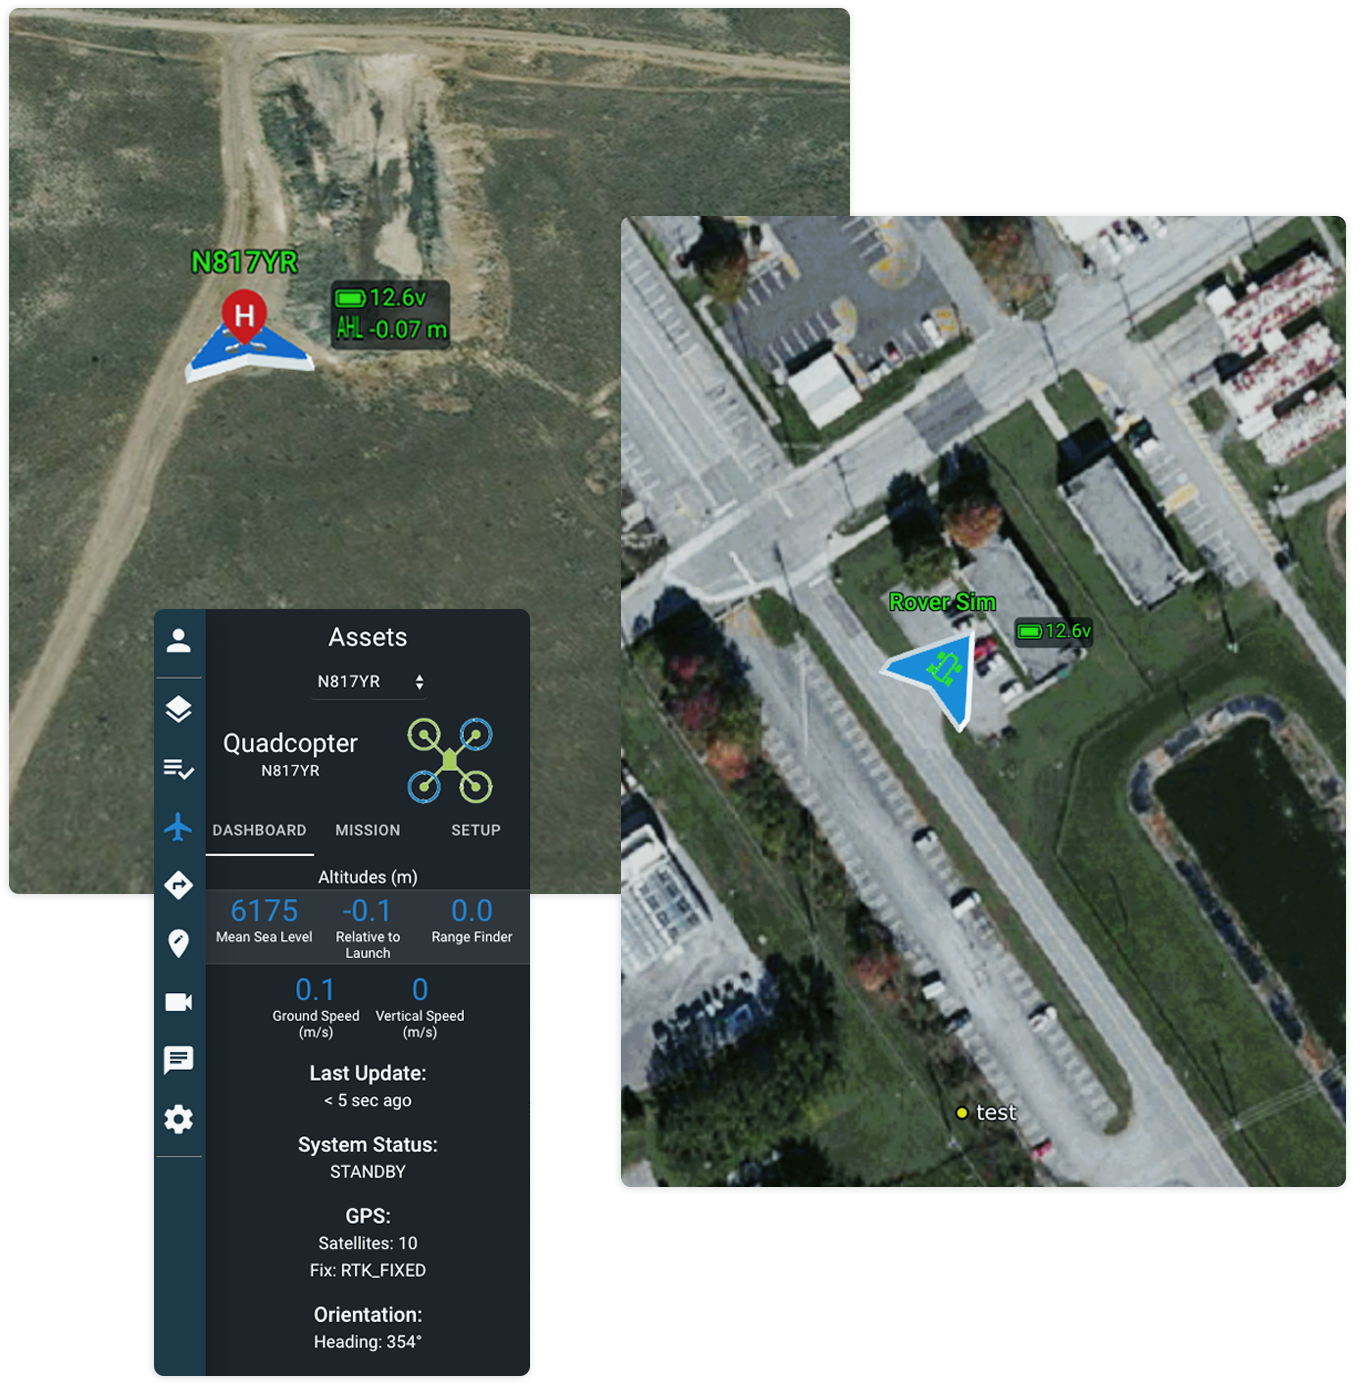 N817YR
H
12.6v
AHL -0.07 m
Rover Sim
12.6v
test
Assets
N817YR
Quadcopter
N817YR
DASHBOARD MISSION SETUP
Altitudes (m)
6175 -0.1 0.0
Mean Sea Level Relative to Launch Range Finder
0.1 0
Ground Speed (m/s) Vertical Speed (m/s)
Last Update:
< 5 sec ago
System Status:
STANDBY
GPS:
Satellites: 10
Fix: RTK_FIXED
Orientation:
Heading: 354°